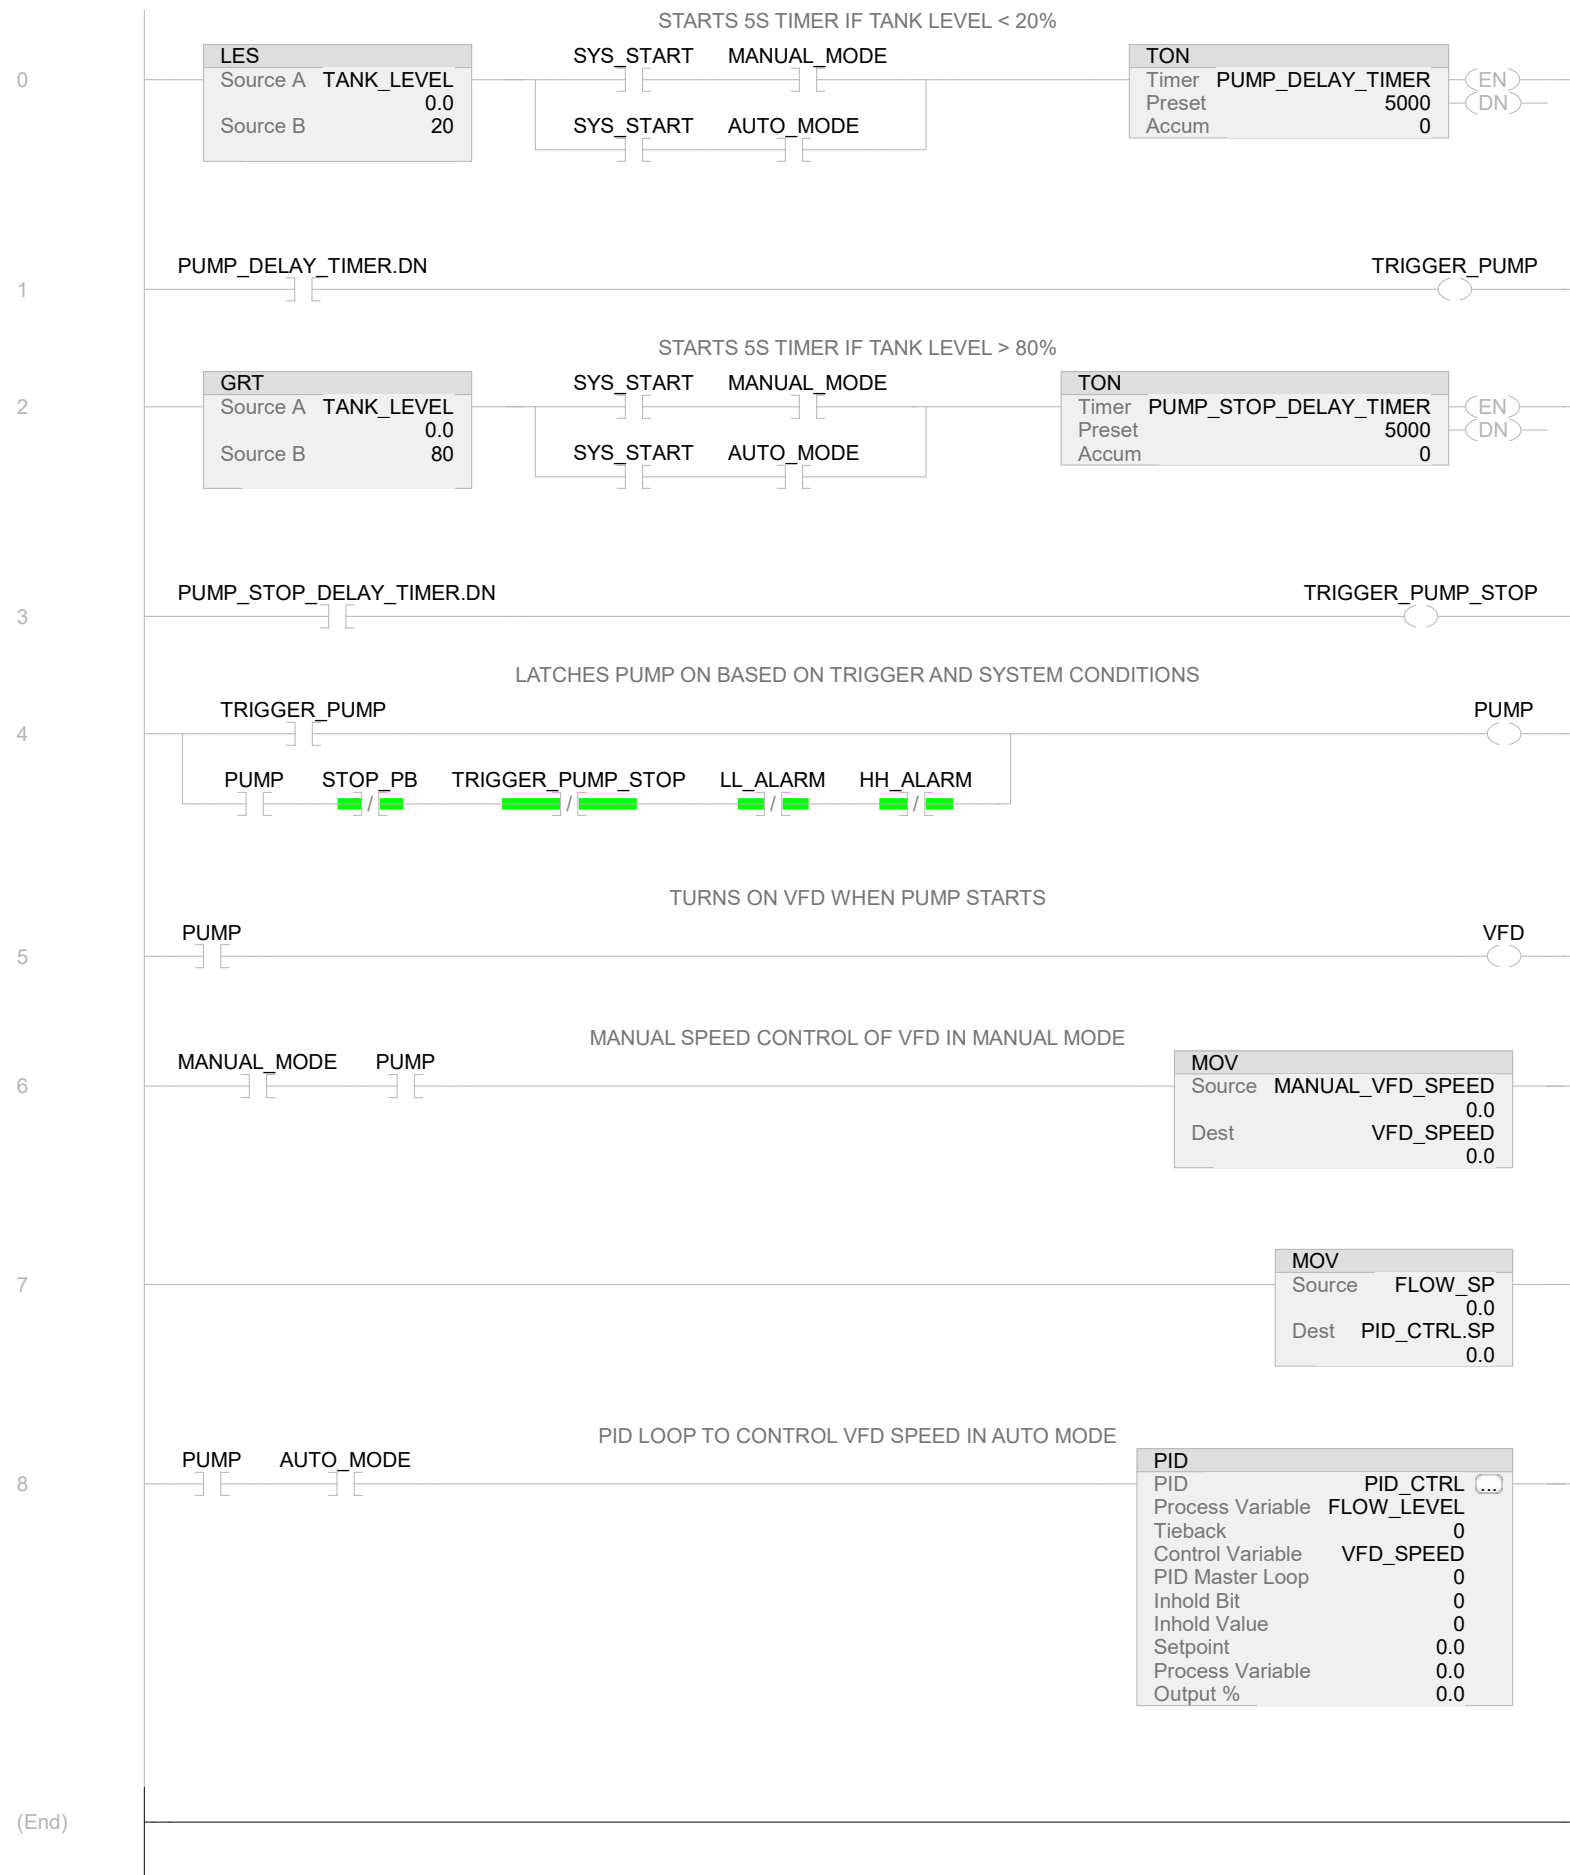 STARTS 5S TIMER IF TANK LEVEL < 20%
0
LES
Source A TANK_LEVEL
0.0
Source B 20
SYS_START MANUAL_MODE
SYS_START AUTO_MODE
TON
Timer PUMP_DELAY_TIMER
Preset 5000
Accum 0
EN
DN
1
PUMP_DELAY_TIMER.DN
TRIGGER_PUMP
STARTS 5S TIMER IF TANK LEVEL > 80%
2
GRT
Source A TANK_LEVEL
0.0
Source B 80
SYS_START MANUAL_MODE
SYS_START AUTO_MODE
TON
Timer PUMP_STOP_DELAY_TIMER
Preset 5000
Accum 0
EN
DN
3
PUMP_STOP_DELAY_TIMER.DN
TRIGGER_PUMP_STOP
LATCHES PUMP ON BASED ON TRIGGER AND SYSTEM CONDITIONS
4
TRIGGER_PUMP
PUMP
PUMP STOP_PB TRIGGER_PUMP_STOP LL_ALARM HH_ALARM
TURNS ON VFD WHEN PUMP STARTS
5
PUMP
VFD
MANUAL SPEED CONTROL OF VFD IN MANUAL MODE
6
MANUAL_MODE PUMP
MOV
Source MANUAL_VFD_SPEED
0.0
Dest VFD_SPEED
0.0
7
MOV
Source FLOW_SP
0.0
Dest PID_CTRL.SP
0.0
PID LOOP TO CONTROL VFD SPEED IN AUTO MODE
8
PUMP AUTO_MODE
PID
PID PID_CTRL ...
Process Variable FLOW_LEVEL
Tieback 0
Control Variable VFD_SPEED
PID Master Loop 0
Inhold Bit 0
Inhold Value 0
Setpoint 0.0
Process Variable 0.0
Output % 0.0
(End)